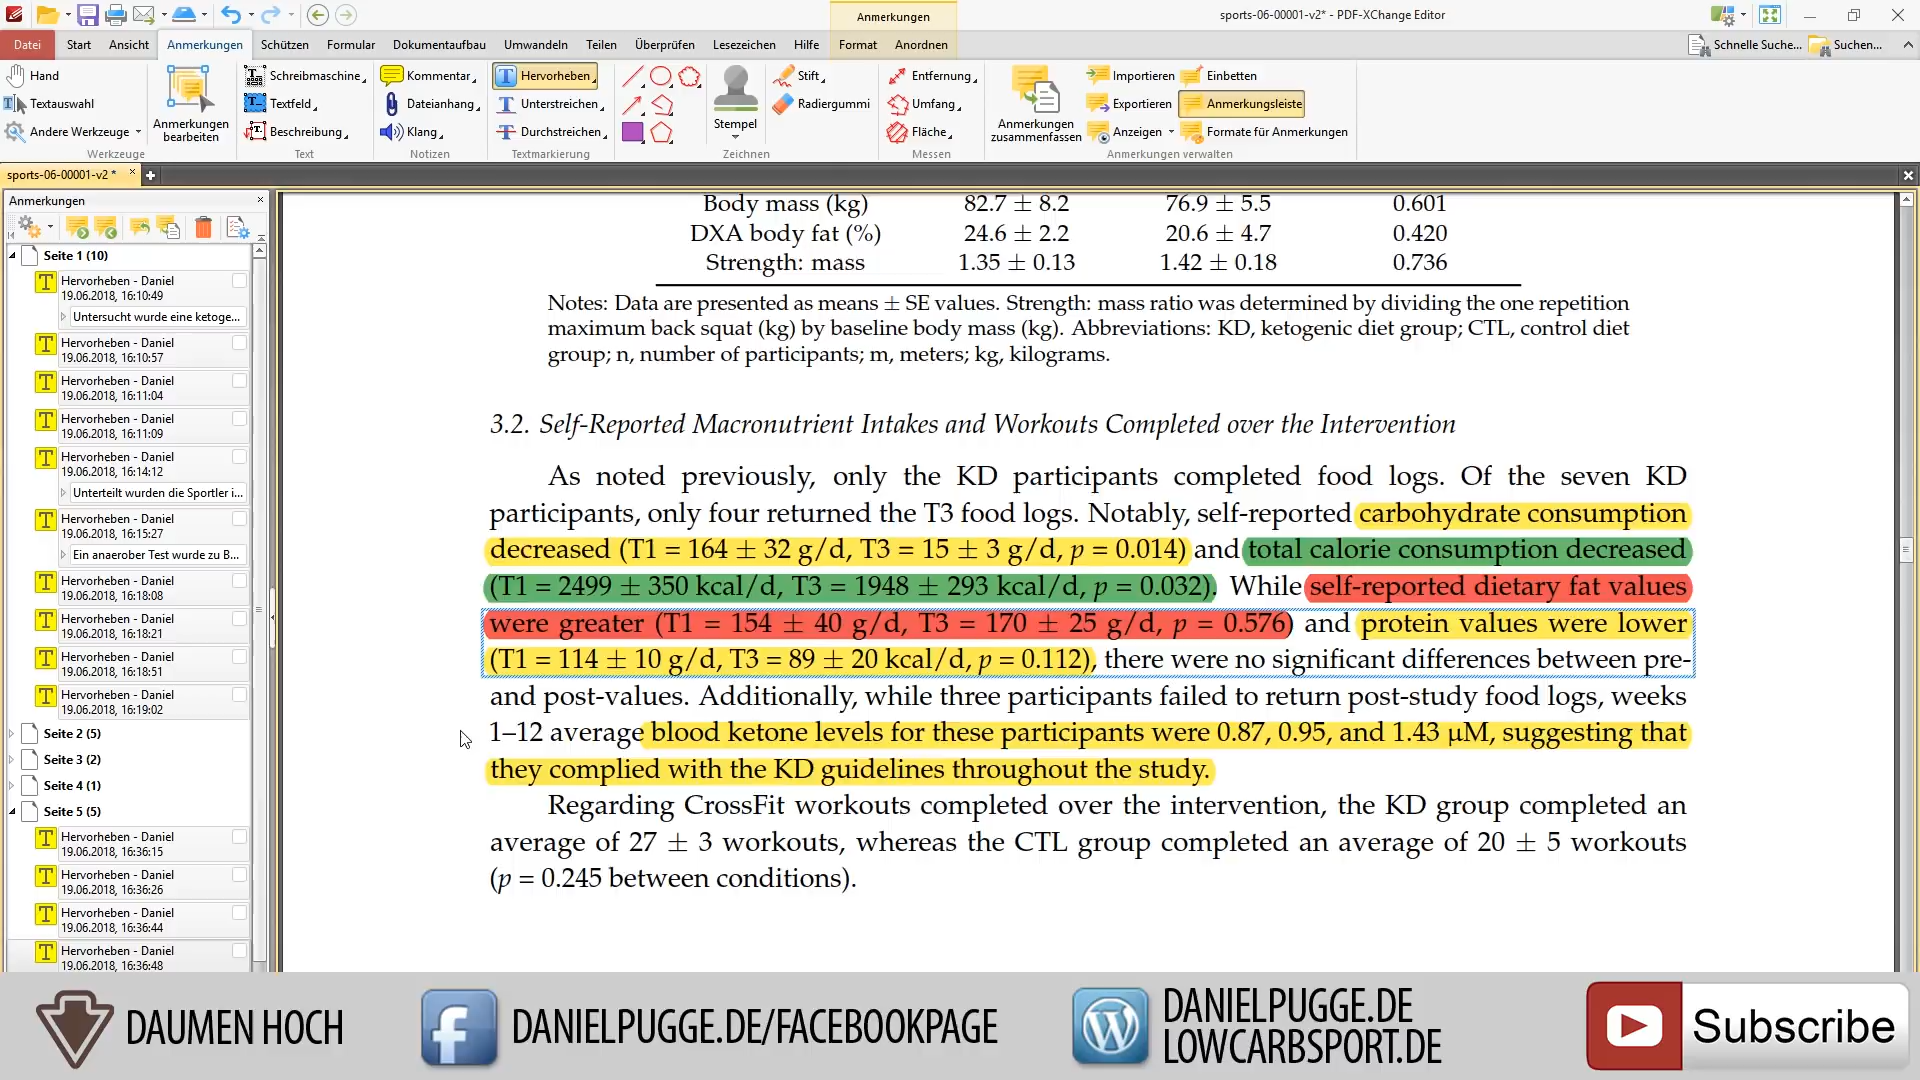 Anmerkungen
sports-06-00001-v2* - PDF-XChange Editor
Datei Start Ansicht Anmerkungen Schützen Formular Dokumentaufbau Umwandeln Teilen Überprüfen Lesezeichen Hilfe Format Anordnen Schnelle Suche... Suchen...
Hand Schreibmaschine Kommentar Hervorheben Stift Entfernung Importieren Einbetten
Textauswahl Textfeld Dateianhang Unterstreichen Radiergummi Umfang Exportieren Anmerkungsleiste
Andere Werkzeuge Anmerkungen bearbeiten Beschreibung Klang Durchstreichen Stempel Fläche Anmerkungen zusammenfassen Anzeigen Formate für Anmerkungen
Werkzeuge Text Notizen Textmarkierung Zeichnen Messen Anmerkungen verwalten
sports-06-00001-v2 *
Anmerkungen
Seite 1 (10)
Hervorheben - Daniel
19.06.2018, 16:10:49
Untersucht wurde eine ketoge...
Hervorheben - Daniel
19.06.2018, 16:10:57
Hervorheben - Daniel
19.06.2018, 16:11:04
Hervorheben - Daniel
19.06.2018, 16:11:09
Hervorheben - Daniel
19.06.2018, 16:14:12
Unterteilt wurden die Sportler i...
Hervorheben - Daniel
19.06.2018, 16:15:27
Ein anaerober Test wurde zu B...
Hervorheben - Daniel
19.06.2018, 16:18:08
Hervorheben - Daniel
19.06.2018, 16:18:21
Hervorheben - Daniel
19.06.2018, 16:18:51
Hervorheben - Daniel
19.06.2018, 16:19:02
Seite 2 (5)
Seite 3 (2)
Seite 4 (1)
Seite 5 (5)
Hervorheben - Daniel
19.06.2018, 16:36:15
Hervorheben - Daniel
19.06.2018, 16:36:26
Hervorheben - Daniel
19.06.2018, 16:36:44
Hervorheben - Daniel
19.06.2018, 16:36:48
Body mass (kg) 82.7 ± 8.2 76.9 ± 5.5 0.601
DXA body fat (%) 24.6 ± 2.2 20.6 ± 4.7 0.420
Strength: mass 1.35 ± 0.13 1.42 ± 0.18 0.736
Notes: Data are presented as means ± SE values. Strength: mass ratio was determined by dividing the one repetition
maximum back squat (kg) by baseline body mass (kg). Abbreviations: KD, ketogenic diet group; CTL, control diet
group; n, number of participants; m, meters; kg, kilograms.
3.2. Self-Reported Macronutrient Intakes and Workouts Completed over the Intervention
As noted previously, only the KD participants completed food logs. Of the seven KD
participants, only four returned the T3 food logs. Notably, self-reported carbohydrate consumption
decreased (T1 = 164 ± 32 g/d, T3 = 15 ± 3 g/d, p = 0.014) and total calorie consumption decreased
(T1 = 2499 ± 350 kcal/d, T3 = 1948 ± 293 kcal/d, p = 0.032). While self-reported dietary fat values
were greater (T1 = 154 ± 40 g/d, T3 = 170 ± 25 g/d, p = 0.576) and protein values were lower
(T1 = 114 ± 10 g/d, T3 = 89 ± 20 kcal/d, p = 0.112), there were no significant differences between pre-
and post-values. Additionally, while three participants failed to return post-study food logs, weeks
1–12 average blood ketone levels for these participants were 0.87, 0.95, and 1.43 µM, suggesting that
they complied with the KD guidelines throughout the study.
Regarding CrossFit workouts completed over the intervention, the KD group completed an
average of 27 ± 3 workouts, whereas the CTL group completed an average of 20 ± 5 workouts
(p = 0.245 between conditions).
DAUMEN HOCH
DANIELPUGGE.DE/FACEBOOKPAGE
DANIELPUGGE.DE
LOWCARBSPORT.DE
Subscribe